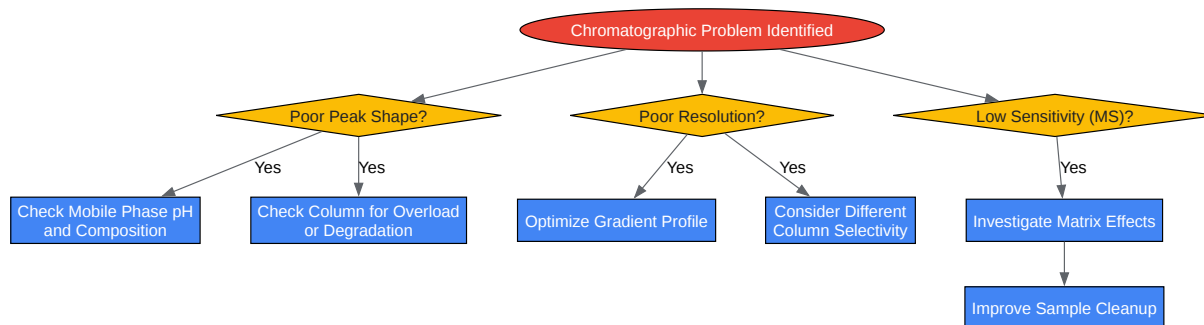 Chromatographic Problem Identified
Poor Peak Shape?
Poor Resolution?
Low Sensitivity (MS)?
Yes
Yes
Yes
Yes
Yes
Check Mobile Phase pH
and Composition
Check Column for Overload
or Degradation
Optimize Gradient Profile
Consider Different
Column Selectivity
Investigate Matrix Effects
Improve Sample Cleanup